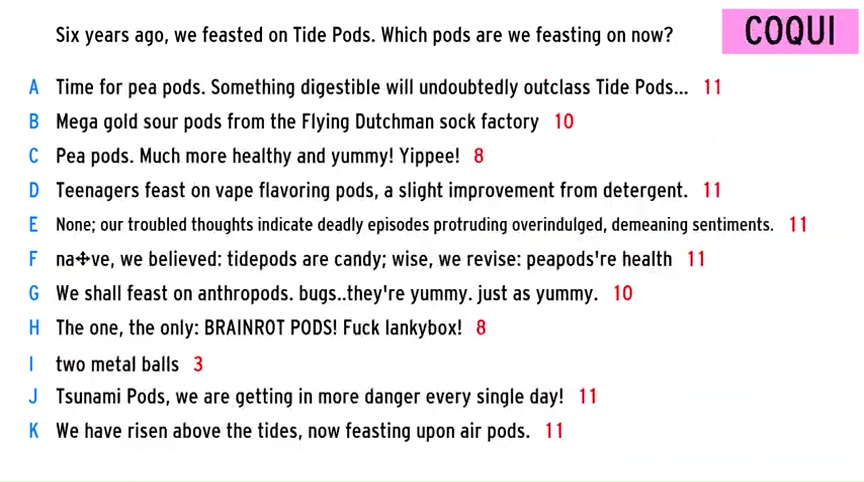 Six years ago, we feasted on Tide Pods. Which pods are we feasting on now?
COQUI
A Time for pea pods. Something digestible will undoubtedly outclass Tide Pods... 11
B Mega gold sour pods from the Flying Dutchman sock factory 10
C Pea pods. Much more healthy and yummy! Yippee! 8
D Teenagers feast on vape flavoring pods, a slight improvement from detergent. 11
E None; our troubled thoughts indicate deadly episodes protruding overindulged, demeaning sentiments. 11
F na✢ve, we believed: tidepods are candy; wise, we revise: peapods're health 11
G We shall feast on anthropods. bugs..they're yummy. just as yummy. 10
H The one, the only: BRAINROT PODS! Fuck lankybox! 8
I two metal balls 3
J Tsunami Pods, we are getting in more danger every single day! 11
K We have risen above the tides, now feasting upon air pods. 11